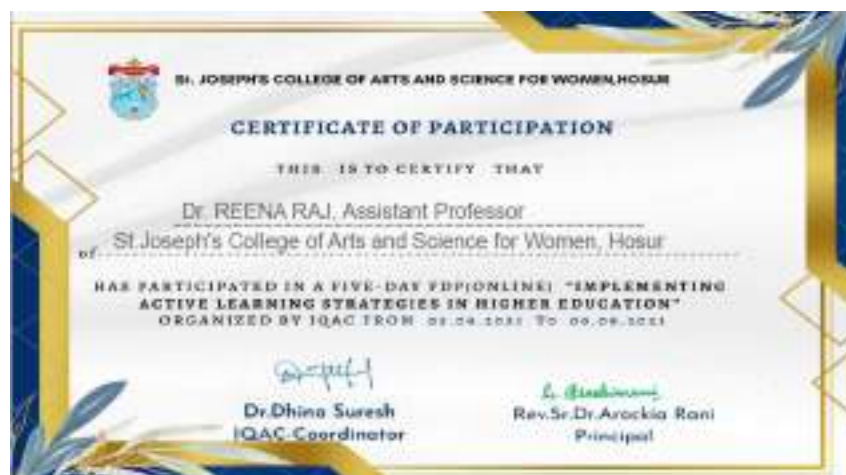 St. JOSEPH'S COLLEGE OF ARTS AND SCIENCE FOR WOMEN,HOSUR
CERTIFICATE OF PARTICIPATION
THIS IS TO CERTIFY THAT
Dr. REENA RAJ, Assistant Professor
of St.Joseph's College of Arts and Science for Women, Hosur
HAS PARTICIPATED IN A FIVE-DAY FDP(ONLINE) "IMPLEMENTING
ACTIVE LEARNING STRATEGIES IN HIGHER EDUCATION"
ORGANIZED BY IQAC FROM TO
Dr.Dhina Suresh
IQAC-Coordinator
Rev.Sr.Dr.Arockia Rani
Principal